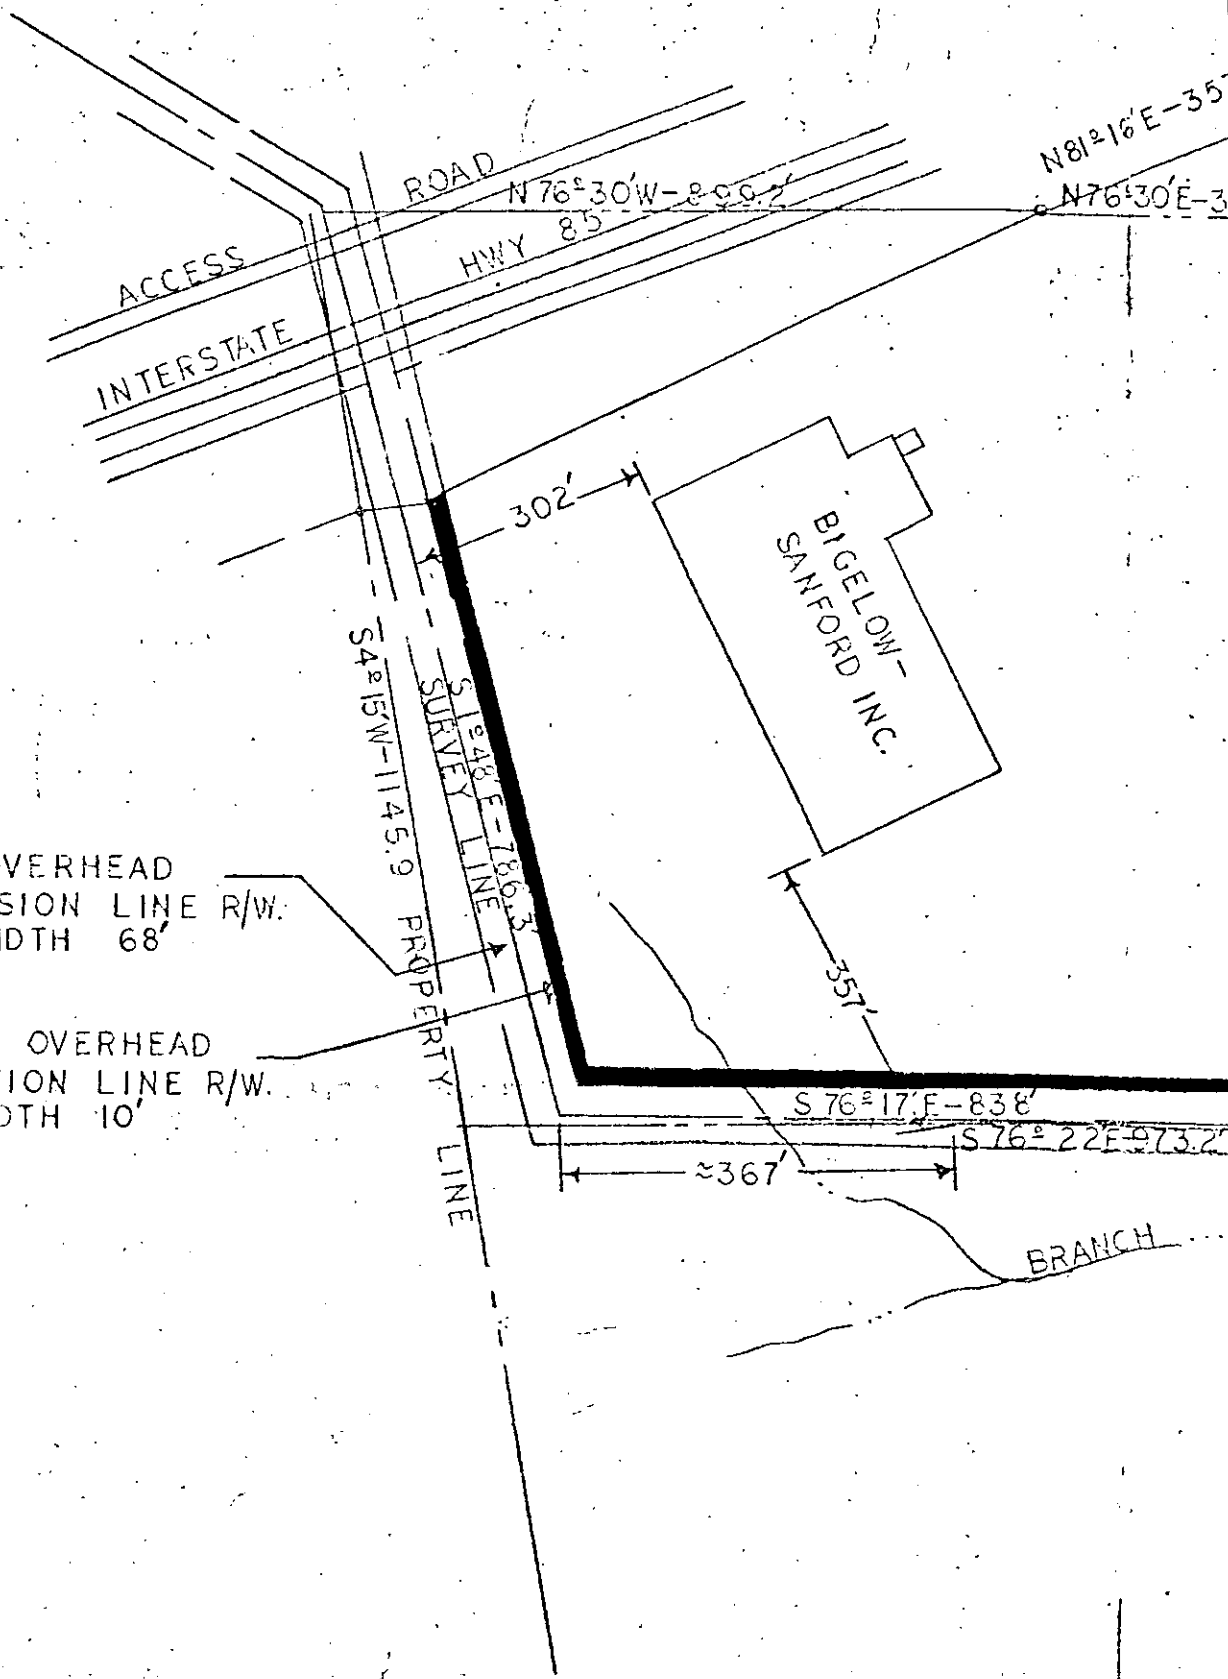 N81°16'E-35
ROAD
N76°30'W-899.2'
N76°30'E-3
HWY 85
ACCESS
INTERSTATE
302'
BIGELOW-
SANFORD INC.
S4°15'W-1145.9 PROPERTY LINE
SURVEY LINE
S1°48'E-786.3'
VERHEAD
SION LINE R/W.
DTH 68'
357'
OVERHEAD
TION LINE R/W.
DTH 10'
S76°17'E-838'
S76°22'E-973.2'
≈367'
BRANCH